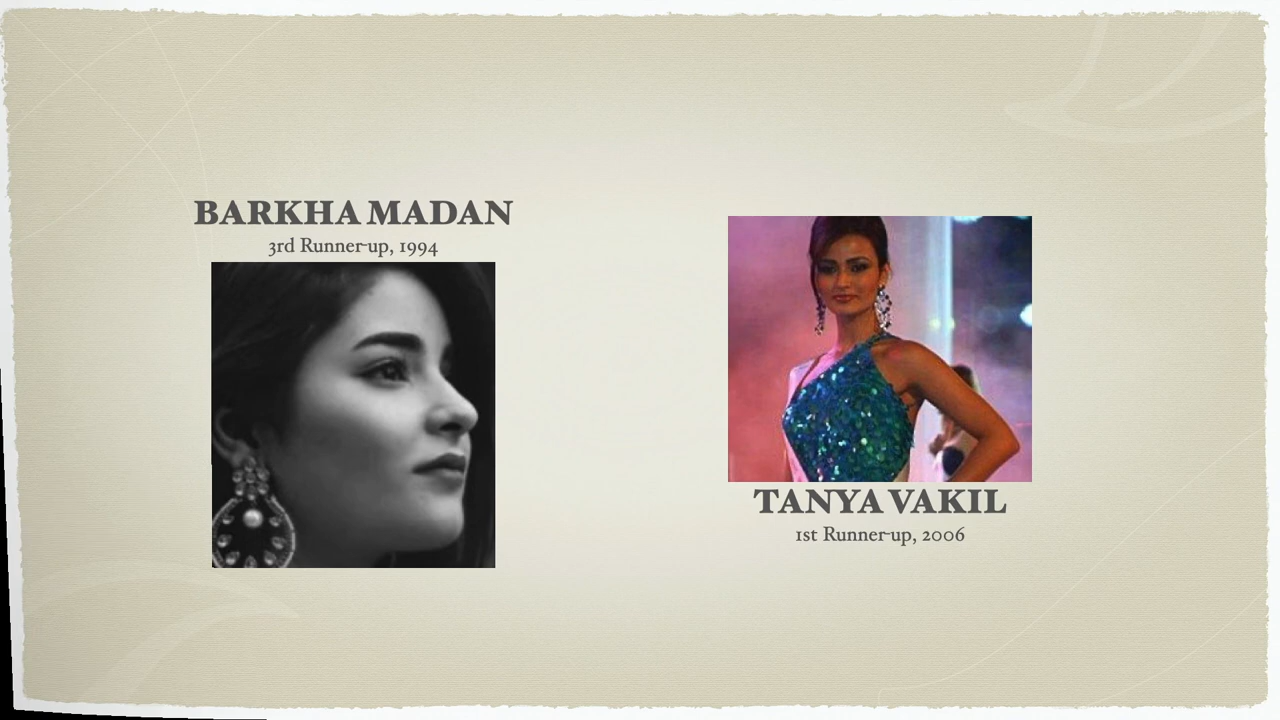 BARKHA MADAN
3rd Runner-up, 1994
TANYA VAKIL
1st Runner-up, 2006